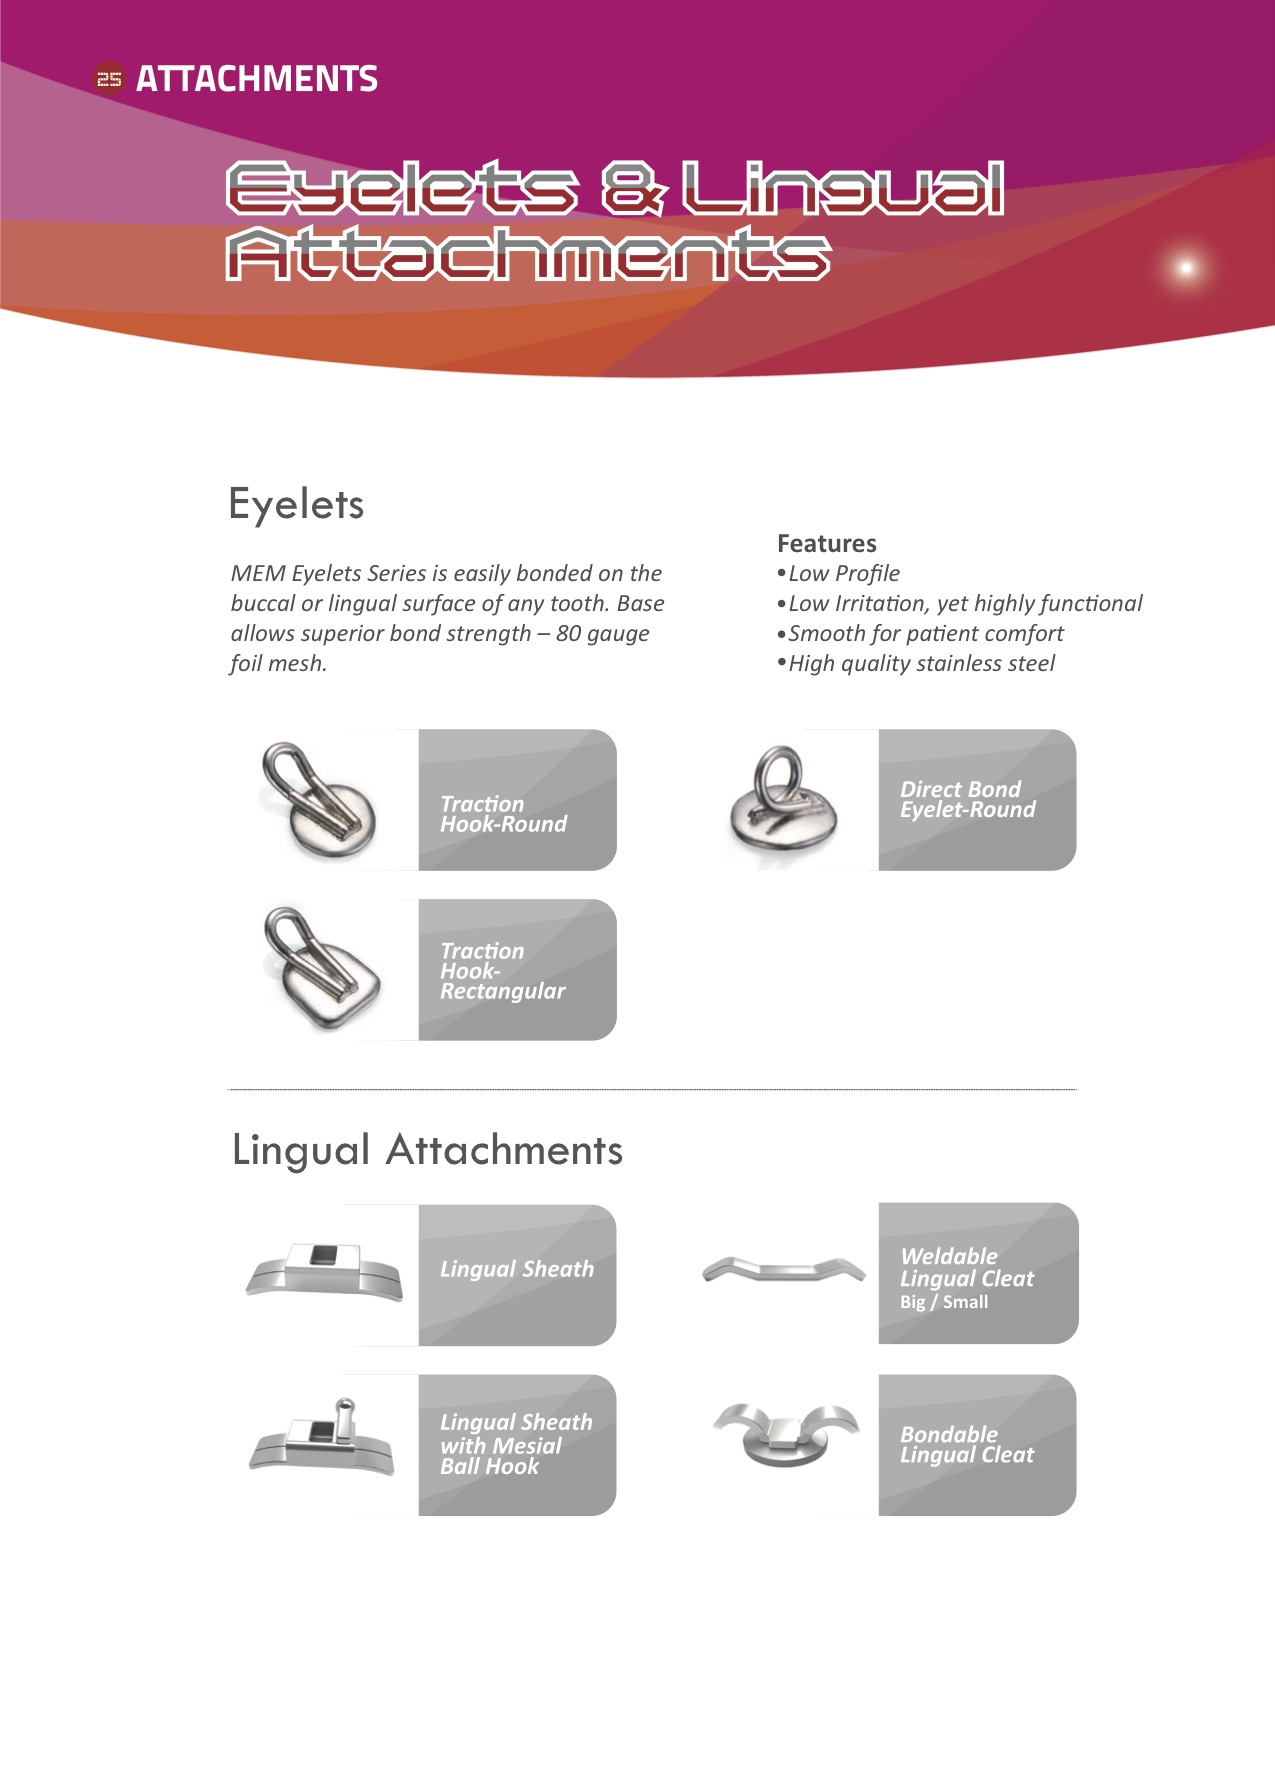 25 ATTACHMENTS
Eyelets & Lingual
Attachments
Eyelets
MEM Eyelets Series is easily bonded on the
buccal or lingual surface of any tooth. Base
allows superior bond strength – 80 gauge
foil mesh.
Features
•Low Profile
•Low Irritation, yet highly functional
•Smooth for patient comfort
•High quality stainless steel
Traction
Hook-Round
Direct Bond
Eyelet-Round
Traction
Hook-
Rectangular
Lingual Attachments
Lingual Sheath
Weldable
Lingual Cleat
Big / Small
Lingual Sheath
with Mesial
Ball Hook
Bondable
Lingual Cleat